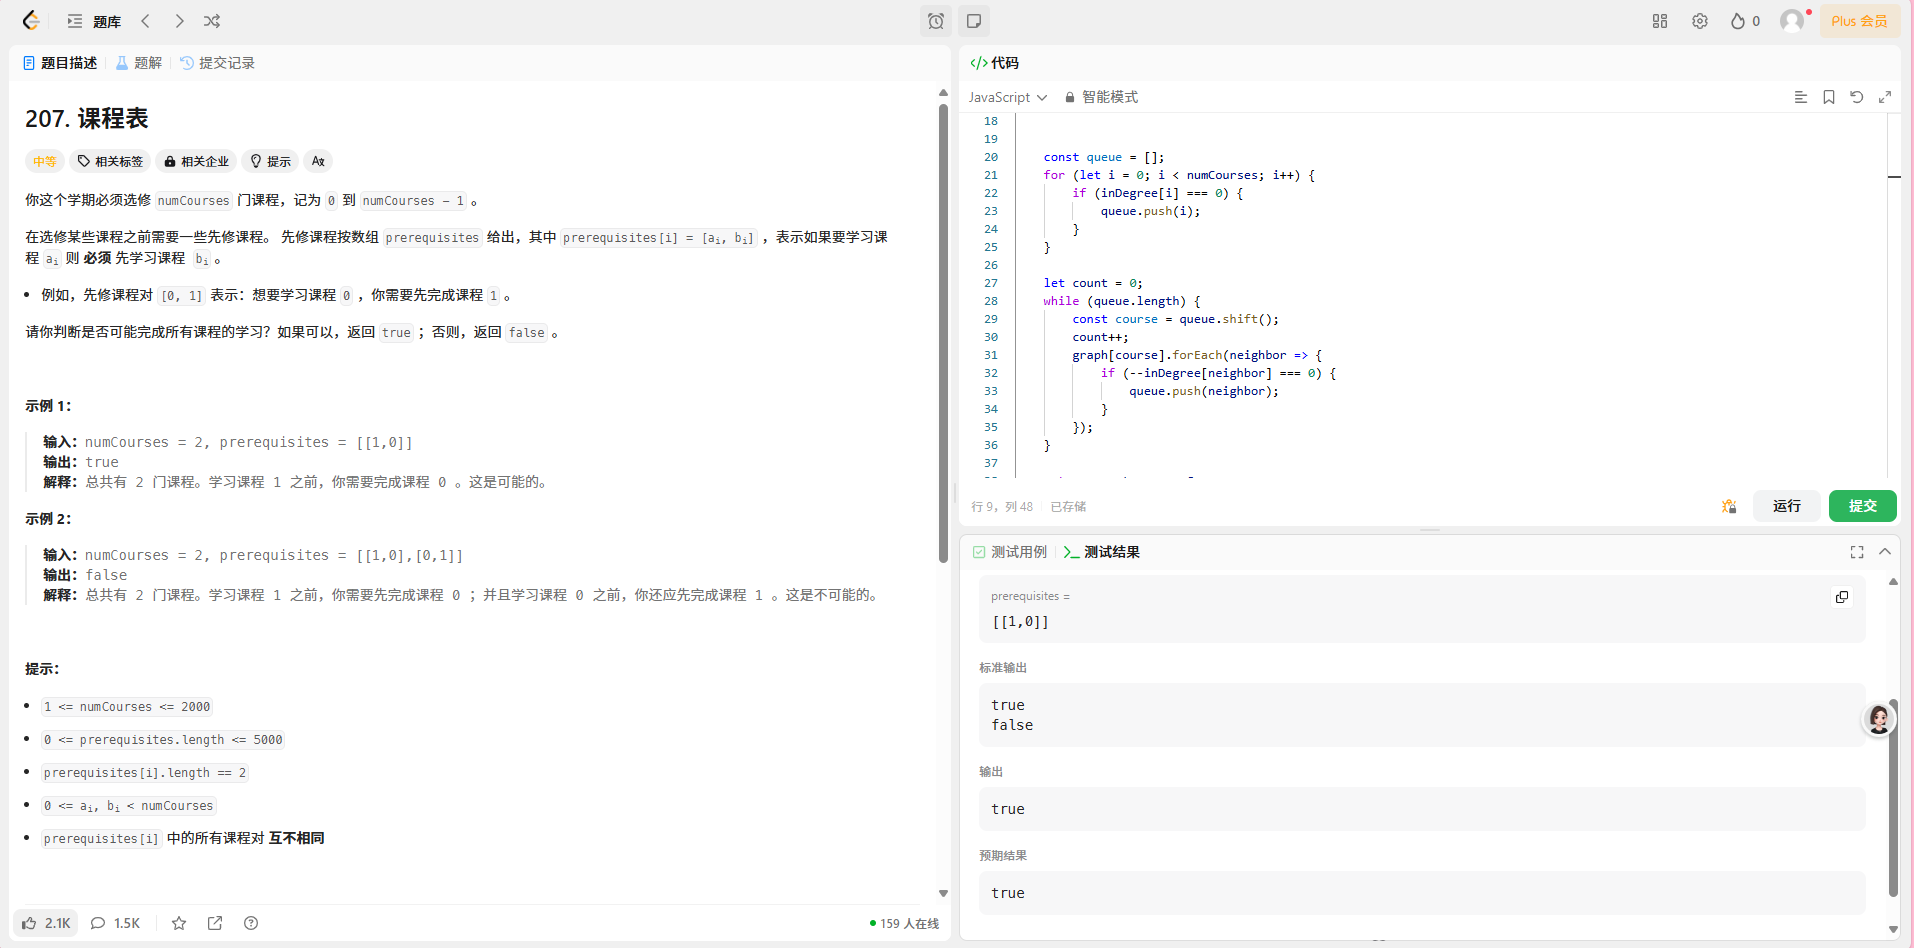 题库
0
Plus 会员
题目描述
题解
提交记录
207. 课程表
中等
相关标签
相关企业
提示
你这个学期必须选修 numCourses 门课程，记为 0 到 numCourses - 1 。
在选修某些课程之前需要一些先修课程。 先修课程按数组 prerequisites 给出，其中 prerequisites[i] = [ai, bi] ，表示如果要学习课
程 ai 则 必须 先学习课程 bi 。
例如，先修课程对 [0, 1] 表示：想要学习课程 0 ，你需要先完成课程 1 。
请你判断是否可能完成所有课程的学习？如果可以，返回 true ；否则，返回 false 。
示例 1：
输入：numCourses = 2, prerequisites = [[1,0]]
输出：true
解释：总共有 2 门课程。学习课程 1 之前，你需要完成课程 0 。这是可能的。
示例 2：
输入：numCourses = 2, prerequisites = [[1,0],[0,1]]
输出：false
解释：总共有 2 门课程。学习课程 1 之前，你需要先完成课程 0 ；并且学习课程 0 之前，你还应先完成课程 1 。这是不可能的。
提示：
1 <= numCourses <= 2000
0 <= prerequisites.length <= 5000
prerequisites[i].length == 2
0 <= ai, bi < numCourses
prerequisites[i] 中的所有课程对 互不相同
2.1K
1.5K
159 人在线
</>代码
JavaScript
智能模式
18
19
20 const queue = [];
21 for (let i = 0; i < numCourses; i++) {
22 if (inDegree[i] === 0) {
23 queue.push(i);
24 }
25 }
26
27 let count = 0;
28 while (queue.length) {
29 const course = queue.shift();
30 count++;
31 graph[course].forEach(neighbor => {
32 if (--inDegree[neighbor] === 0) {
33 queue.push(neighbor);
34 }
35 });
36 }
37
行 9，列 48
已存储
运行
提交
测试用例
测试结果
prerequisites =
[[1,0]]
标准输出
true
false
输出
true
预期结果
true